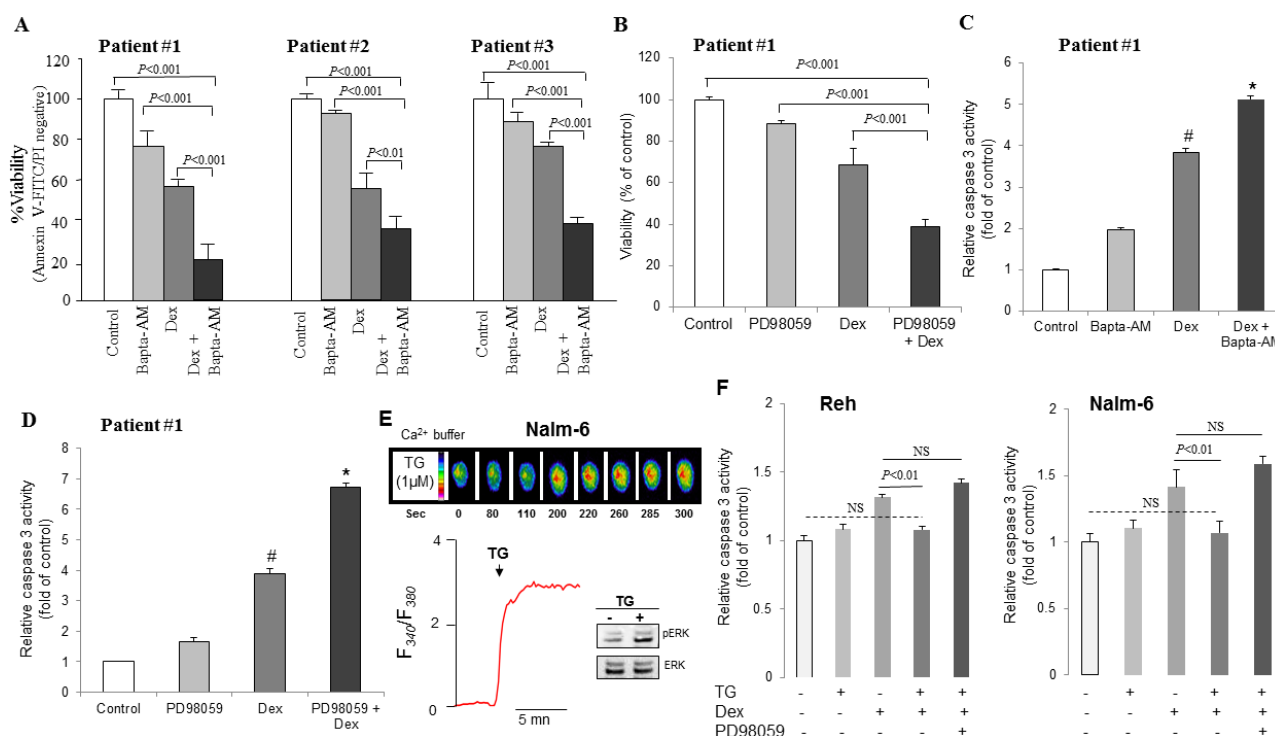 A
Patient #1
Patient #2
Patient #3
P<0.001
P<0.001
P<0.001
P<0.001
P<0.001
P<0.01
P<0.001
P<0.001
P<0.001
%Viability
(Annexin V-FITC/PI negative)
120
100
80
60
40
20
0
Control
Bapta-AM
Dex
Dex +
Bapta-AM
Control
Bapta-AM
Dex
Dex +
Bapta-AM
Control
Bapta-AM
Dex
Dex +
Bapta-AM
B
Patient #1
P<0.001
P<0.001
P<0.001
Viability (% of control)
120
100
80
60
40
20
0
Control PD98059 Dex PD98059
+ Dex
C
Patient #1
Relative caspase 3 activity
(fold of control)
6
5
4
3
2
1
0
#
*
Control Bapta-AM Dex Dex +
Bapta-AM
D
Patient #1
Relative caspase 3 activity
(fold of control)
8
7
6
5
4
3
2
1
0
#
*
Control PD98059 Dex PD98059 +
Dex
E
Ca²⁺ buffer
Nalm-6
TG
(1µM)
Sec 0 80 110 200 220 260 285 300
TG
F340/F380
4
2
0
5 mn
TG
- +
pERK
ERK
F
Reh
Relative caspase 3 activity
(fold of control)
2
1.5
1
0.5
0
NS
P<0.01
NS
TG - + - + +
Dex - - + + +
PD98059 - - - - +
Nalm-6
Relative caspase 3 activity
(fold of control)
2
1.5
1
0.5
0
NS
P<0.01
NS
- + - + +
- - + + +
- - - - +